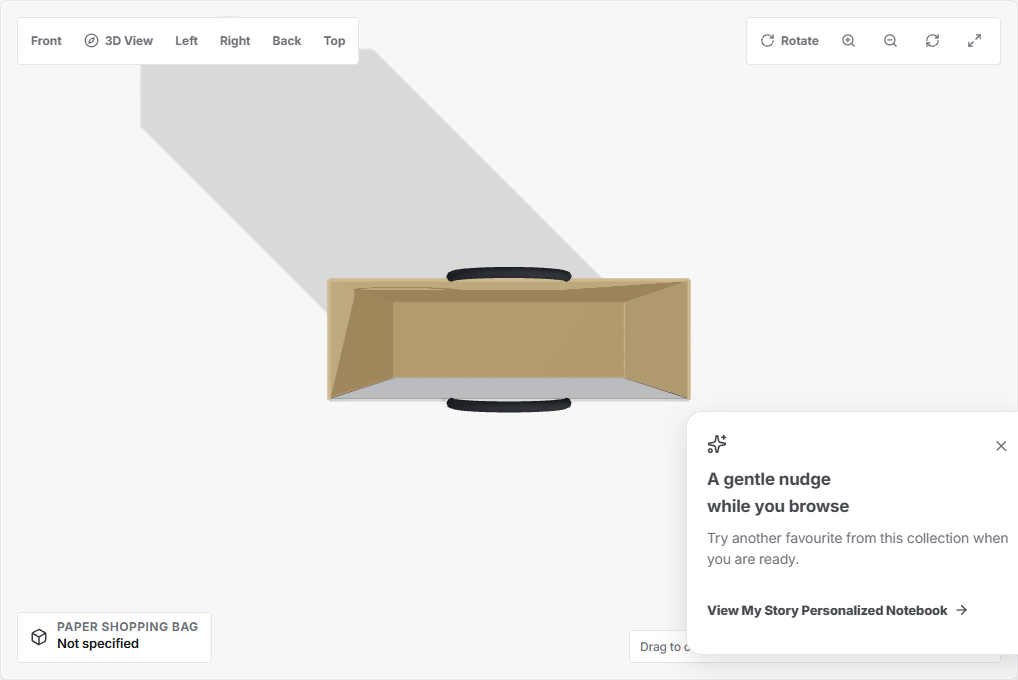 Front
3D View
Left
Right
Back
Top
Rotate
A gentle nudge
while you browse
Try another favourite from this collection when
you are ready.
View My Story Personalized Notebook
PAPER SHOPPING BAG
Not specified
Drag to